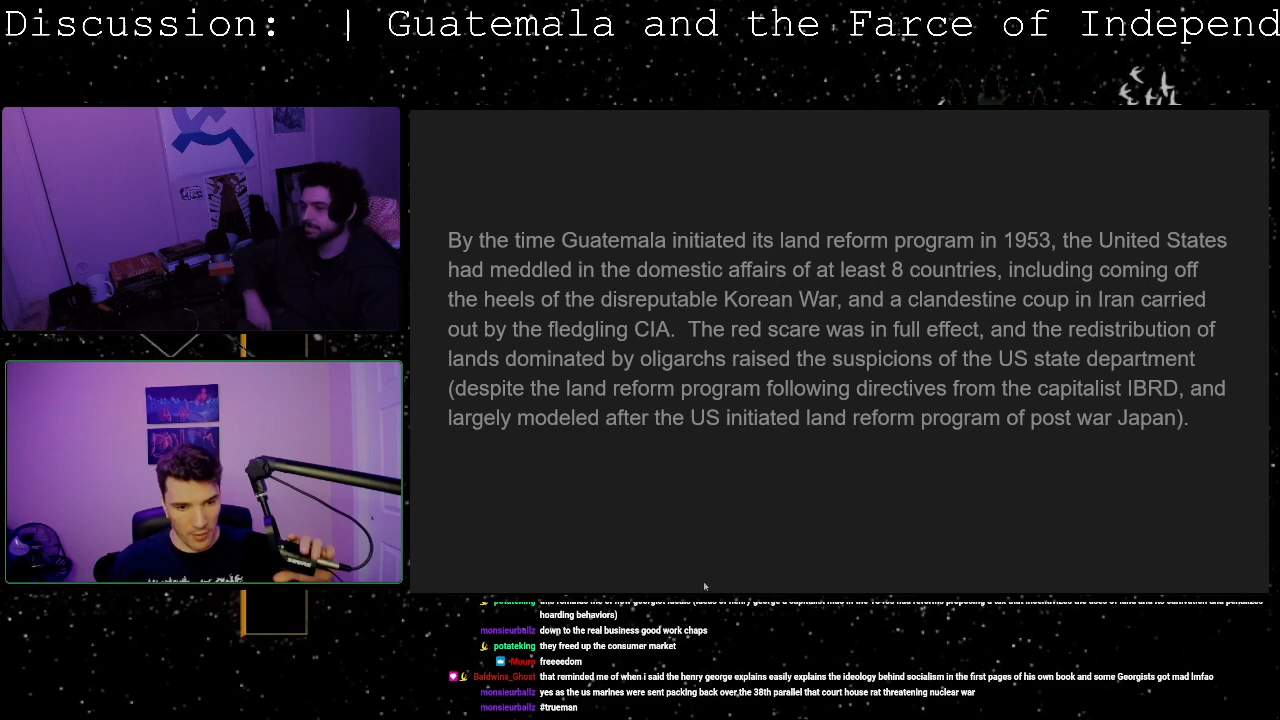 Discussion:  | Guatemala and the Farce of Independ
By the time Guatemala initiated its land reform program in 1953, the United States
had meddled in the domestic affairs of at least 8 countries, including coming off
the heels of the disreputable Korean War, and a clandestine coup in Iran carried
out by the fledgling CIA.  The red scare was in full effect, and the redistribution of
lands dominated by oligarchs raised the suspicions of the US state department
(despite the land reform program following directives from the capitalist IBRD, and
largely modeled after the US initiated land reform program of post war Japan).
hoarding behaviors)
monsieurbailz down to the real business good work chaps
potateking they freed up the consumer market
freeeedom
Baldwins_Ghost that reminded me of when i said the henry george explains easily explains the ideology behind socialism in the first pages of his own book and some Georgists got mad lmfao
monsieurbailz yes as the us marines were sent packing back over,the 38th parallel that court house rat threatening nuclear war
monsieurbailz #trueman